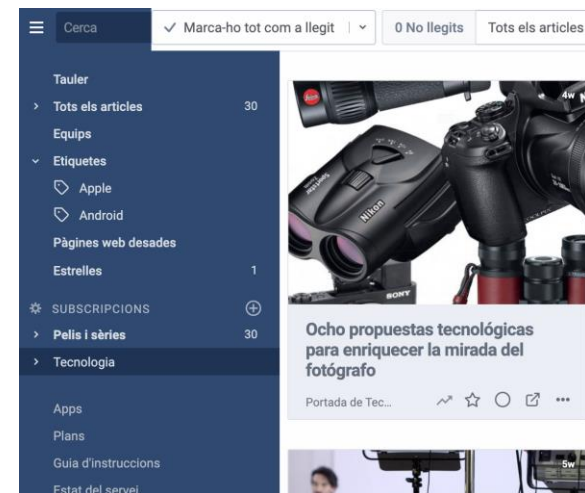 Cerca
Marca-ho tot com a llegit
0 No llegits
Tots els articles
Tauler
Tots els articles 30
Equips
Etiquetes
Apple
Android
Pàgines web desades
Estrelles 1
SUBSCRIPCIONS
Pelis i sèries 30
Tecnologia
Apps
Plans
Guia d'instruccions
Estat del servei
4w
Nikon
SONY
Ocho propuestas tecnológicas
para enriquecer la mirada del
fotógrafo
Portada de Tec...
5w